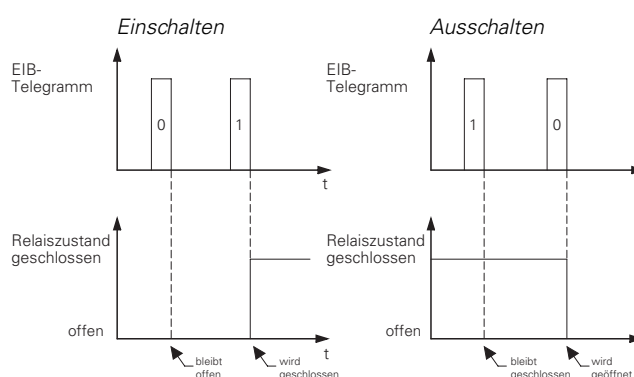 Einschalten
EIB-
Telegramm
0
1
t
Relaiszustand
geschlossen
offen
t
bleibt
offen
wird
geschlossen
Ausschalten
EIB-
Telegramm
1
0
Relaiszustand
geschlossen
offen
bleibt
geschlossen
wird
geöffnet